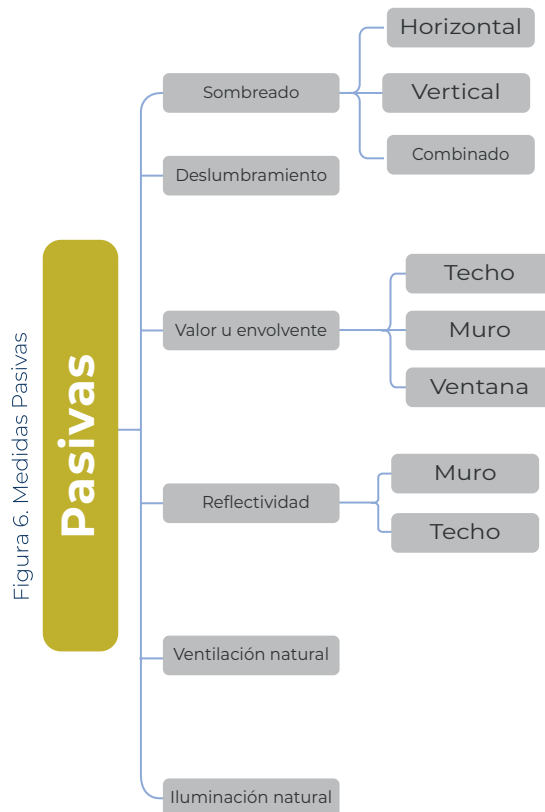 Figura 6. Medidas Pasivas
Pasivas
Sombreado
Horizontal
Vertical
Combinado
Deslumbramiento
Valor u envolvente
Techo
Muro
Ventana
Reflectividad
Muro
Techo
Ventilación natural
Iluminación natural